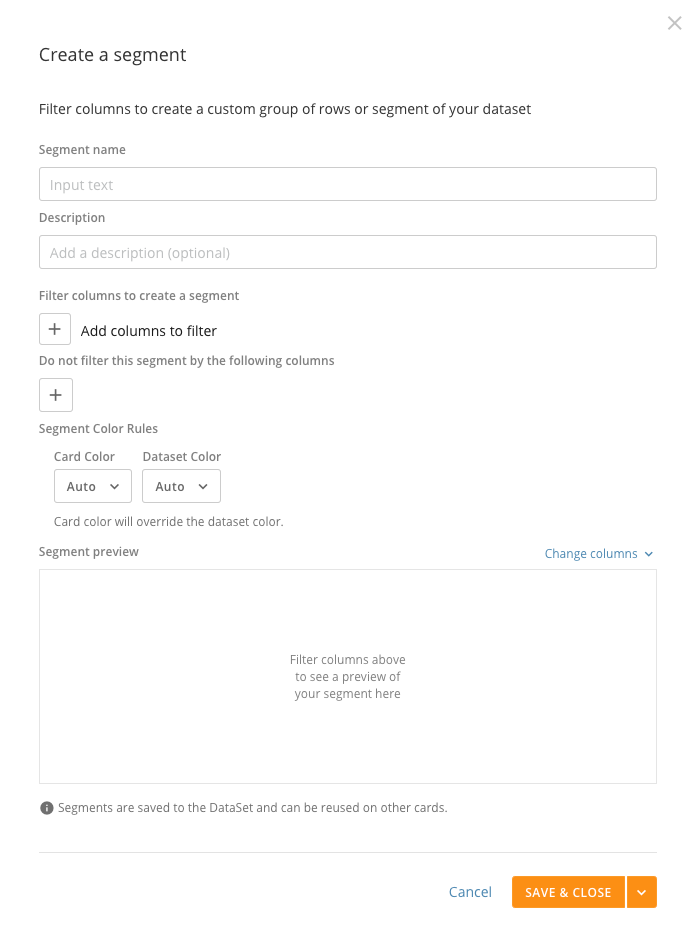 Create a segment
Filter columns to create a custom group of rows or segment of your dataset
Segment name
Input text
Description
Add a description (optional)
Filter columns to create a segment
Add columns to filter
Do not filter this segment by the following columns
Segment Color Rules
Card Color Dataset Color
Auto Auto
Card color will override the dataset color.
Segment preview Change columns
Filter columns above
to see a preview of
your segment here
Segments are saved to the DataSet and can be reused on other cards.
Cancel SAVE & CLOSE